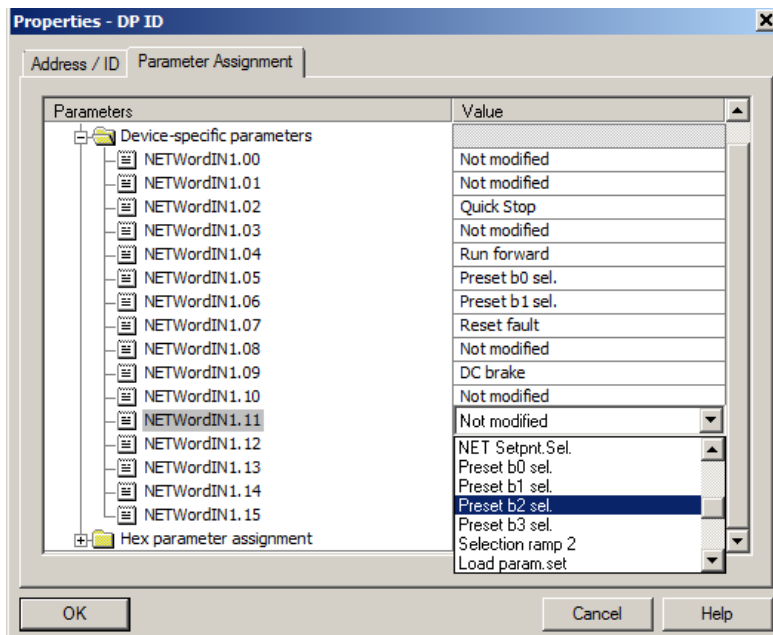 Properties - DP ID
Address / ID Parameter Assignment
Parameters Value
Device-specific parameters
NETWordIN1.00 Not modified
NETWordIN1.01 Not modified
NETWordIN1.02 Quick Stop
NETWordIN1.03 Not modified
NETWordIN1.04 Run forward
NETWordIN1.05 Preset b0 sel.
NETWordIN1.06 Preset b1 sel.
NETWordIN1.07 Reset fault
NETWordIN1.08 Not modified
NETWordIN1.09 DC brake
NETWordIN1.10 Not modified
NETWordIN1.11 Not modified
NETWordIN1.12 NET Setpnt.Sel.
Preset b0 sel.
NETWordIN1.13 Preset b1 sel.
NETWordIN1.14 Preset b2 sel.
NETWordIN1.15 Preset b3 sel.
Hex parameter assignment Selection ramp 2
Load param.set
OK Cancel Help